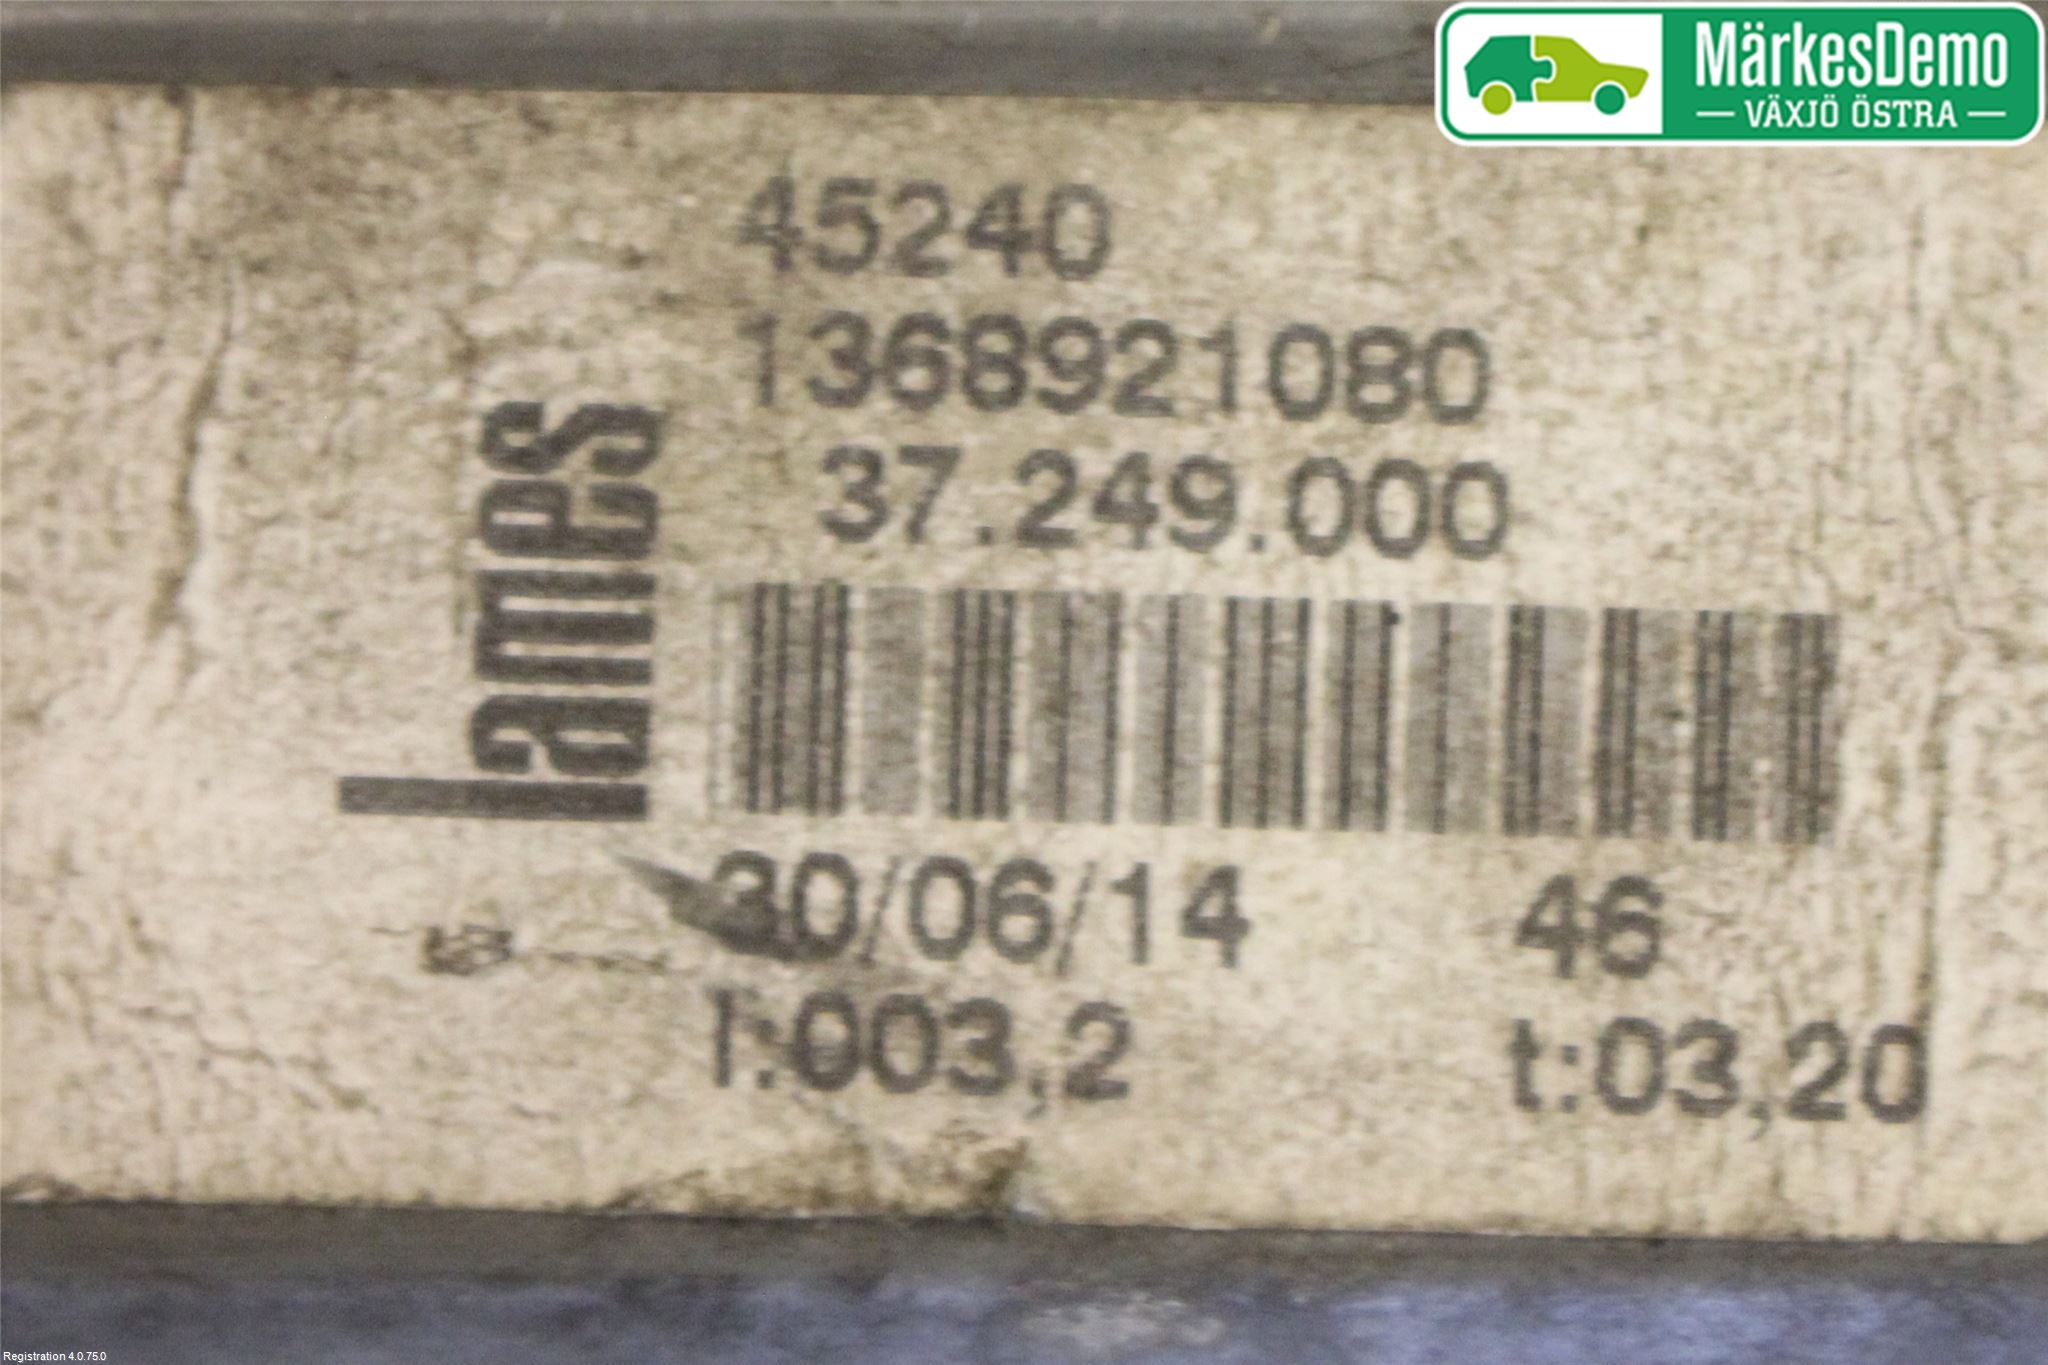 MärkesDemo
VÄXJÖ ÖSTRA
45240
1368921080
37.249.000
Lames
30/06/14 46
l:003,2 t:03,20
Registration 4.0.75.0